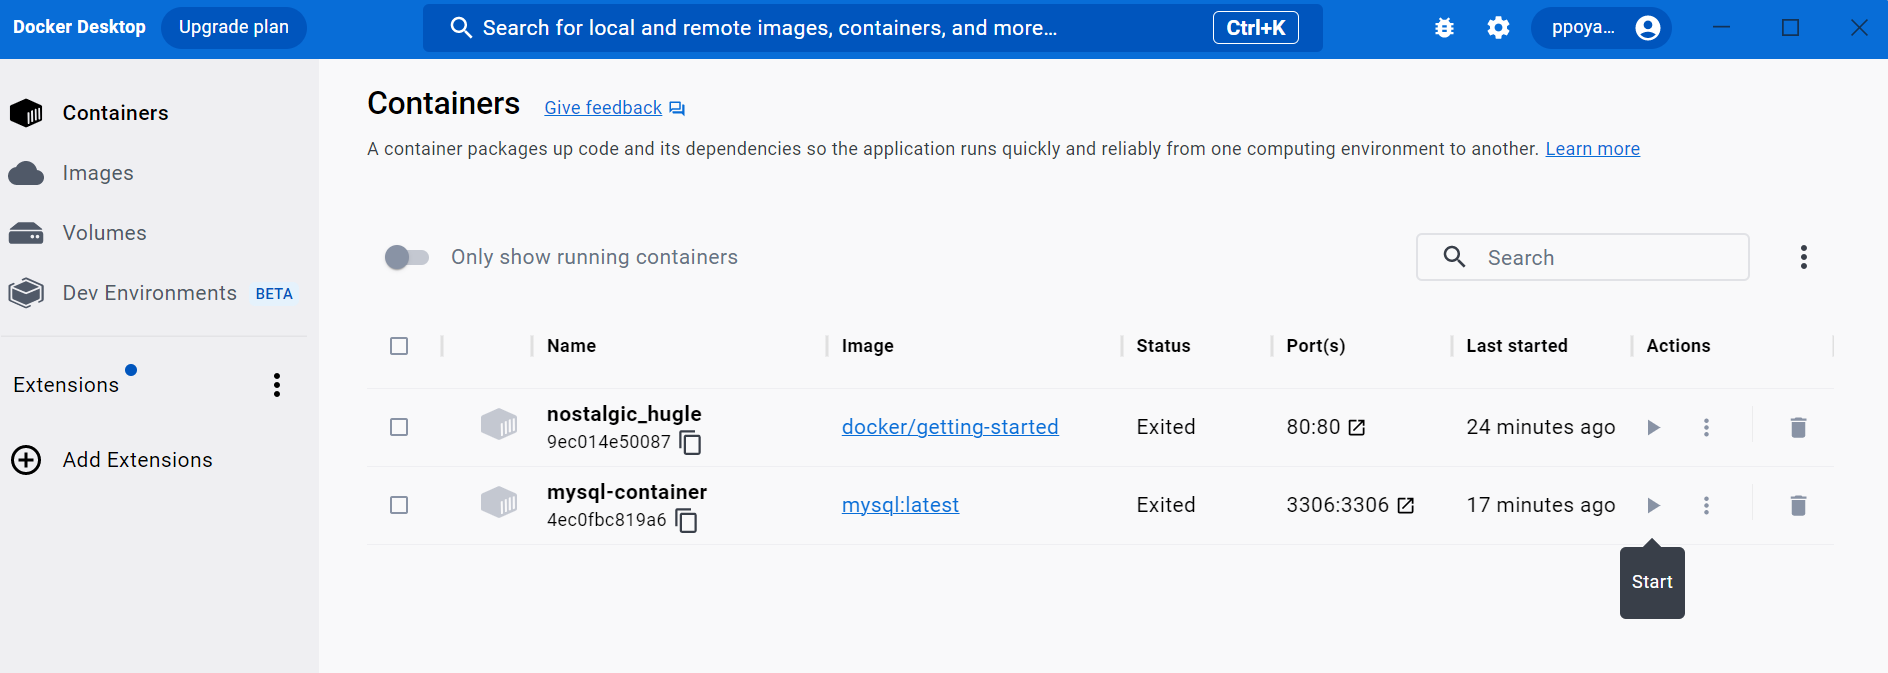 Docker Desktop Upgrade plan Search for local and remote images, containers, and more... Ctrl+K ppoya...
Containers
Images
Volumes
Dev Environments BETA
Extensions
Add Extensions
Containers Give feedback
A container packages up code and its dependencies so the application runs quickly and reliably from one computing environment to another. Learn more
Only show running containers Search
Name Image Status Port(s) Last started Actions
nostalgic_hugle
9ec014e50087 docker/getting-started Exited 80:80 24 minutes ago
mysql-container
4ec0fbc819a6 mysql:latest Exited 3306:3306 17 minutes ago
Start